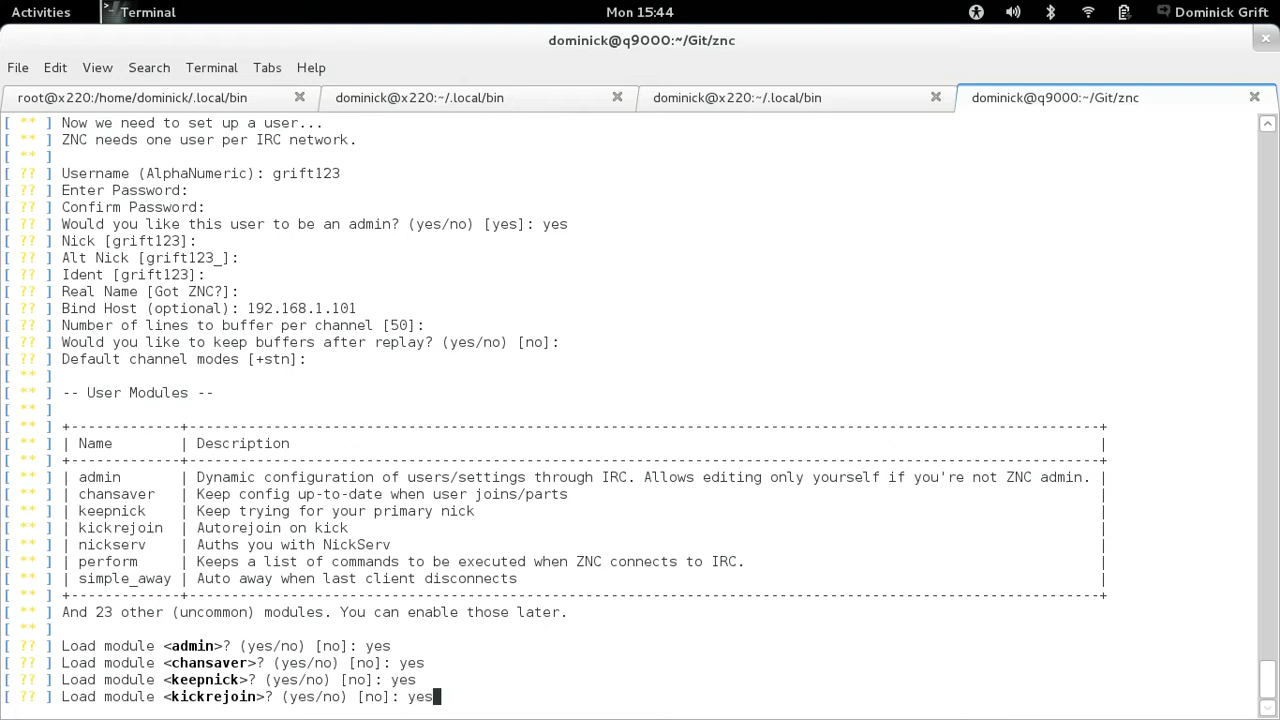 Activities Terminal Mon 15:44 Dominick Grift
dominick@q9000:~/Git/znc
File Edit View Search Terminal Tabs Help
root@x220:/home/dominick/.local/bin dominick@x220:~/.local/bin dominick@x220:~/.local/bin dominick@q9000:~/Git/znc
[ ** ] Now we need to set up a user...
[ ** ] ZNC needs one user per IRC network.
[ ** ]
[ ?? ] Username (AlphaNumeric): grift123
[ ?? ] Enter Password:
[ ?? ] Confirm Password:
[ ?? ] Would you like this user to be an admin? (yes/no) [yes]: yes
[ ?? ] Nick [grift123]:
[ ?? ] Alt Nick [grift123_]:
[ ?? ] Ident [grift123]:
[ ?? ] Real Name [Got ZNC?]:
[ ?? ] Bind Host (optional): 192.168.1.101
[ ?? ] Number of lines to buffer per channel [50]:
[ ?? ] Would you like to keep buffers after replay? (yes/no) [no]:
[ ?? ] Default channel modes [+stn]:
[ ** ]
[ ** ] -- User Modules --
[ ** ]
[ ** ] +-------------+-------------------------------------------------------------------------------------------------------------+
[ ** ] | Name        | Description |
[ ** ] +-------------+-------------------------------------------------------------------------------------------------------------+
[ ** ] | admin       | Dynamic configuration of users/settings through IRC. Allows editing only yourself if you're not ZNC admin. |
[ ** ] | chansaver   | Keep config up-to-date when user joins/parts |
[ ** ] | keepnick    | Keep trying for your primary nick |
[ ** ] | kickrejoin  | Autorejoin on kick |
[ ** ] | nickserv    | Auths you with NickServ |
[ ** ] | perform     | Keeps a list of commands to be executed when ZNC connects to IRC. |
[ ** ] | simple_away | Auto away when last client disconnects |
[ ** ] +-------------+-------------------------------------------------------------------------------------------------------------+
[ ** ] And 23 other (uncommon) modules. You can enable those later.
[ ** ]
[ ?? ] Load module <admin>? (yes/no) [no]: yes
[ ?? ] Load module <chansaver>? (yes/no) [no]: yes
[ ?? ] Load module <keepnick>? (yes/no) [no]: yes
[ ?? ] Load module <kickrejoin>? (yes/no) [no]: yes